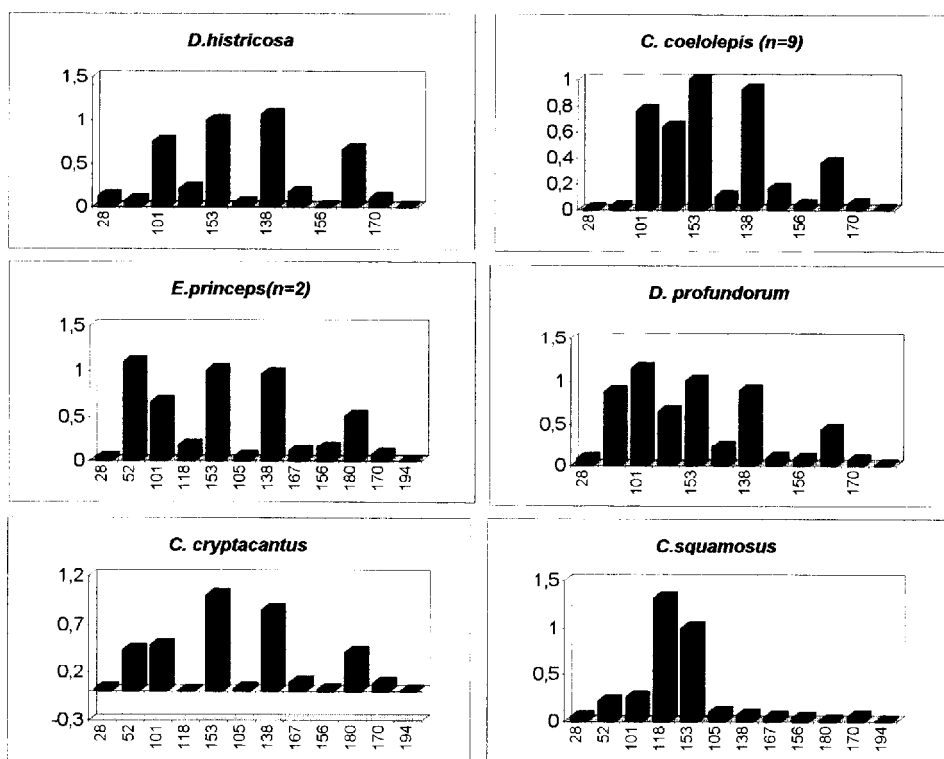 D.histricosa
1,5
1
0,5
0
28 101 153 138 156 170
C. coelolepis (n=9)
1
0,8
0,6
0,4
0,2
0
28 101 153 138 156 170
E.princeps(n=2)
1,5
1
0,5
0
28 52 101 118 153 105 138 167 156 180 170 194
D. profundorum
1,5
1
0,5
0
28 101 153 138 156 170
C. cryptacantus
1,2
0,7
0,2
-0,3
28 52 101 118 153 105 138 167 156 180 170 194
C.squamosus
1,5
1
0,5
0
28 52 101 118 153 105 138 167 156 180 170 194